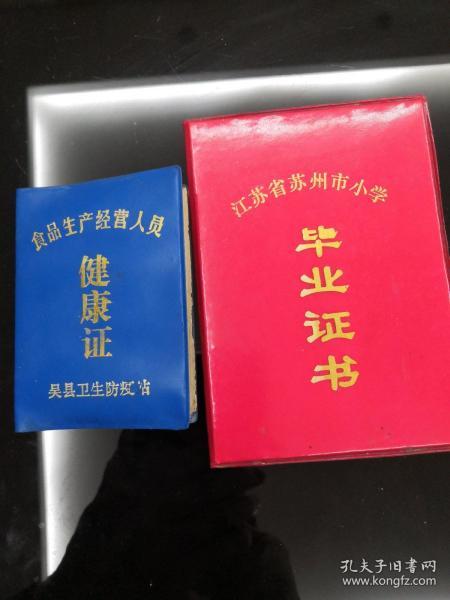 食品生产经营人员
健康证
吴县卫生防疫站
江苏省苏州市小学
毕业证书
孔夫子旧书网
www.kongfz.com